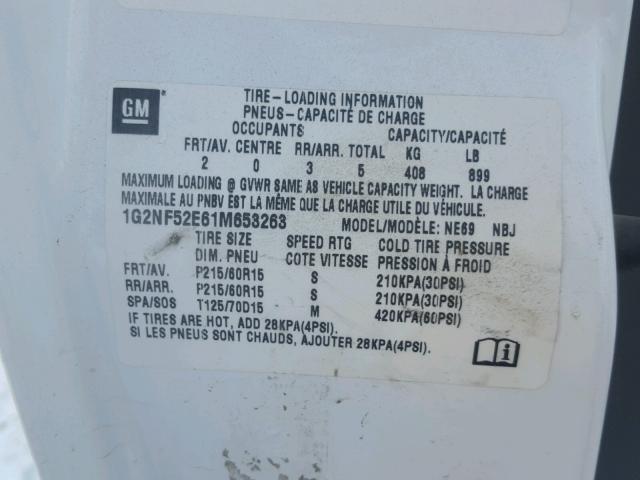 GM
TIRE-LOADING INFORMATION
PNEUS-CAPACITÉ DE CHARGE
OCCUPANTS CAPACITY/CAPACITÉ
FRT/AV. CENTRE RR/ARR. TOTAL KG LB
2 0 3 5 408 899
MAXIMUM LOADING @ GVWR SAME AS VEHICLE CAPACITY WEIGHT. LA CHARGE
MAXIMALE AU PNBV EST LA MÊME QUE LA CHARGE UTILE DU VÉHICULE.
1G2NF52E61M653263 MODEL/MODÈLE: NE69 NBJ
TIRE SIZE SPEED RTG COLD TIRE PRESSURE
DIM. PNEU COTE VITESSE PRESSION À FROID
FRT/AV. P215/60R15 S 210KPA(30PSI)
RR/ARR. P215/60R15 S 210KPA(30PSI)
SPA/SOS T125/70D15 M 420KPA(60PSI)
IF TIRES ARE HOT, ADD 28KPA(4PSI).
SI LES PNEUS SONT CHAUDS, AJOUTER 28KPA(4PSI).
i